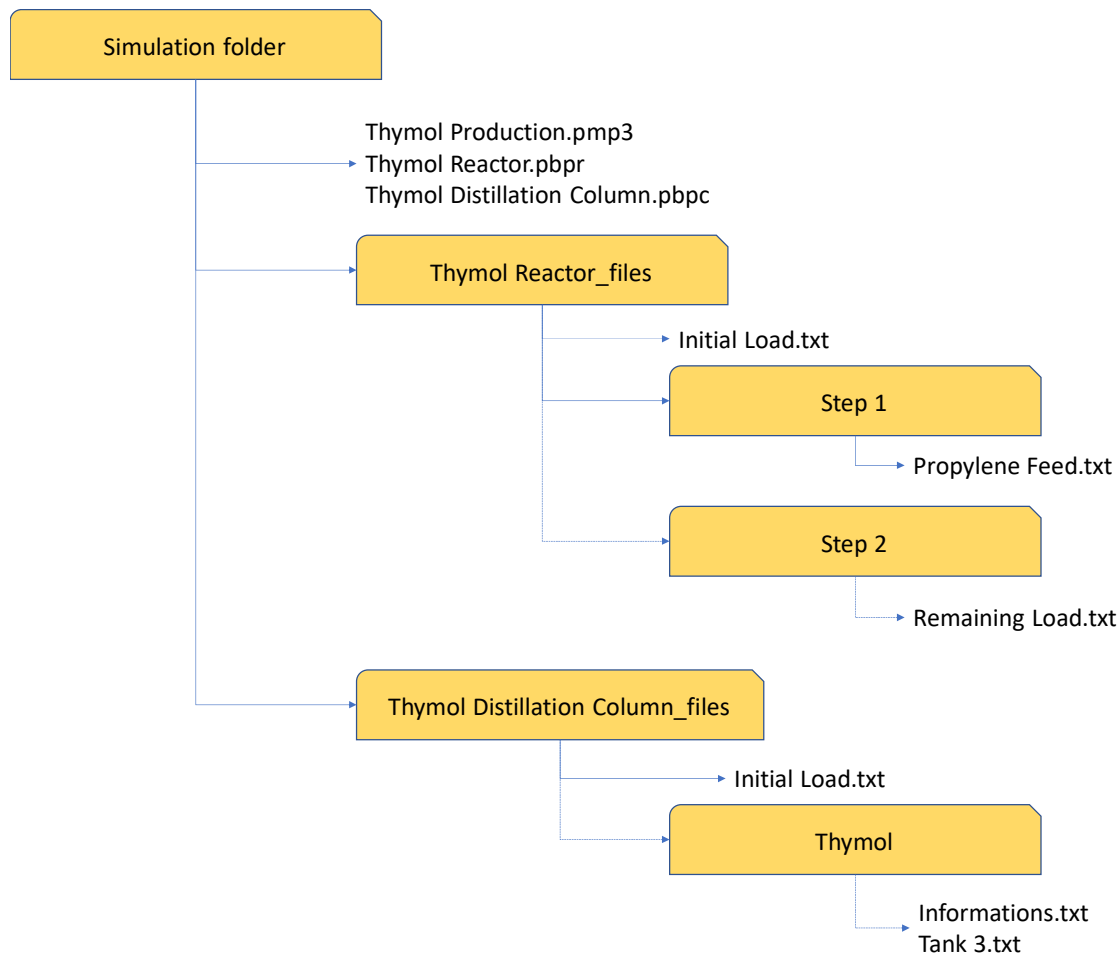 Simulation folder
Thymol Production.pmp3
Thymol Reactor.pbpr
Thymol Distillation Column.pbpc
Thymol Reactor_files
Initial Load.txt
Step 1
Propylene Feed.txt
Step 2
Remaining Load.txt
Thymol Distillation Column_files
Initial Load.txt
Thymol
Informations.txt
Tank 3.txt